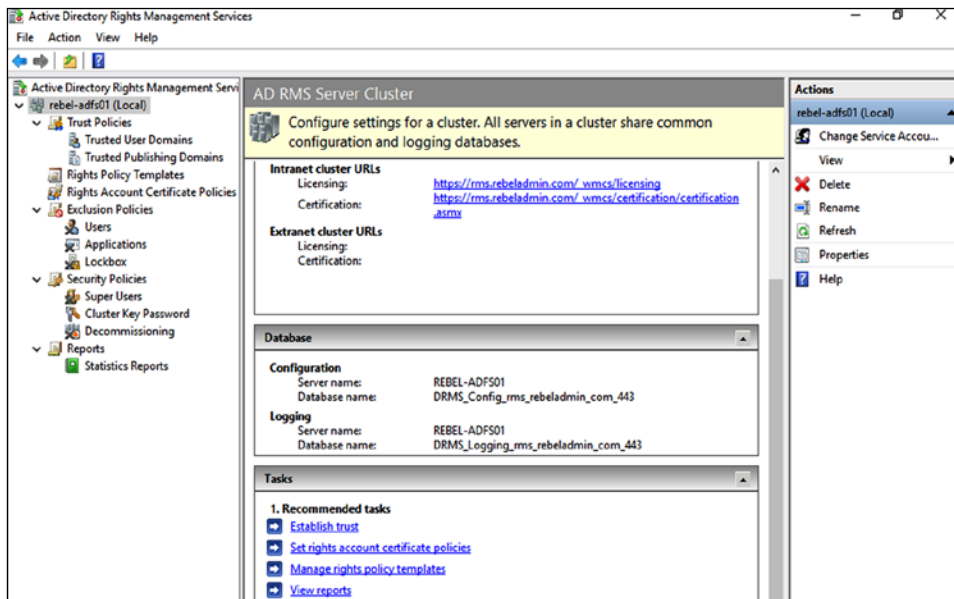 Active Directory Rights Management Services
File Action View Help
Active Directory Rights Management Servi
rebel-adfs01 (Local)
Trust Policies
Trusted User Domains
Trusted Publishing Domains
Rights Policy Templates
Rights Account Certificate Policies
Exclusion Policies
Users
Applications
Lockbox
Security Policies
Super Users
Cluster Key Password
Decommissioning
Reports
Statistics Reports
AD RMS Server Cluster
Configure settings for a cluster. All servers in a cluster share common
configuration and logging databases.
Intranet cluster URLs
Licensing: https://rms.rebeladmin.com/_wmcs/licensing
Certification: https://rms.rebeladmin.com/_wmcs/certification/certification
.asmx
Extranet cluster URLs
Licensing:
Certification:
Database
Configuration
Server name: REBEL-ADFS01
Database name: DRMS_Config_rms_rebeladmin_com_443
Logging
Server name: REBEL-ADFS01
Database name: DRMS_Logging_rms_rebeladmin_com_443
Tasks
1. Recommended tasks
Establish trust
Set rights account certificate policies
Manage rights policy templates
View reports
Actions
rebel-adfs01 (Local)
Change Service Accou...
View
Delete
Rename
Refresh
Properties
Help